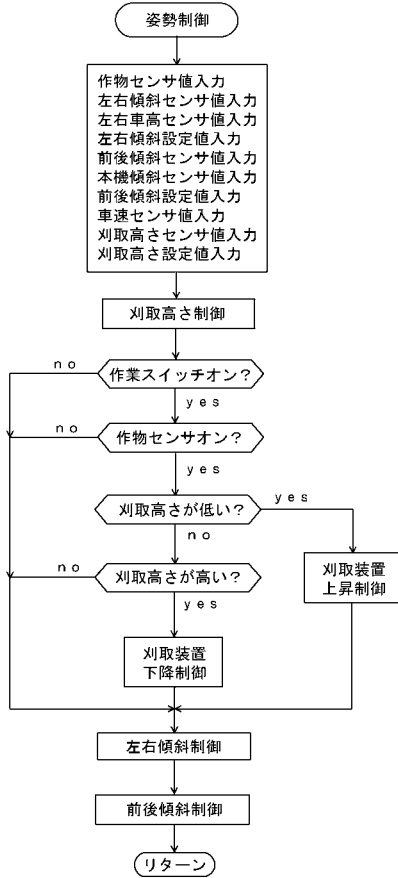 姿勢制御
作物センサ値入力
左右傾斜センサ値入力
左右車高センサ値入力
左右傾斜設定値入力
前後傾斜センサ値入力
本機傾斜センサ値入力
前後傾斜設定値入力
車速センサ値入力
刈取高さセンサ値入力
刈取高さ設定値入力
刈取高さ制御
no
作業スイッチオン?
yes
no
作物センサオン?
yes
刈取高さが低い?
yes
no
no
刈取高さが高い?
yes
刈取装置
上昇制御
刈取装置
下降制御
左右傾斜制御
前後傾斜制御
リターン